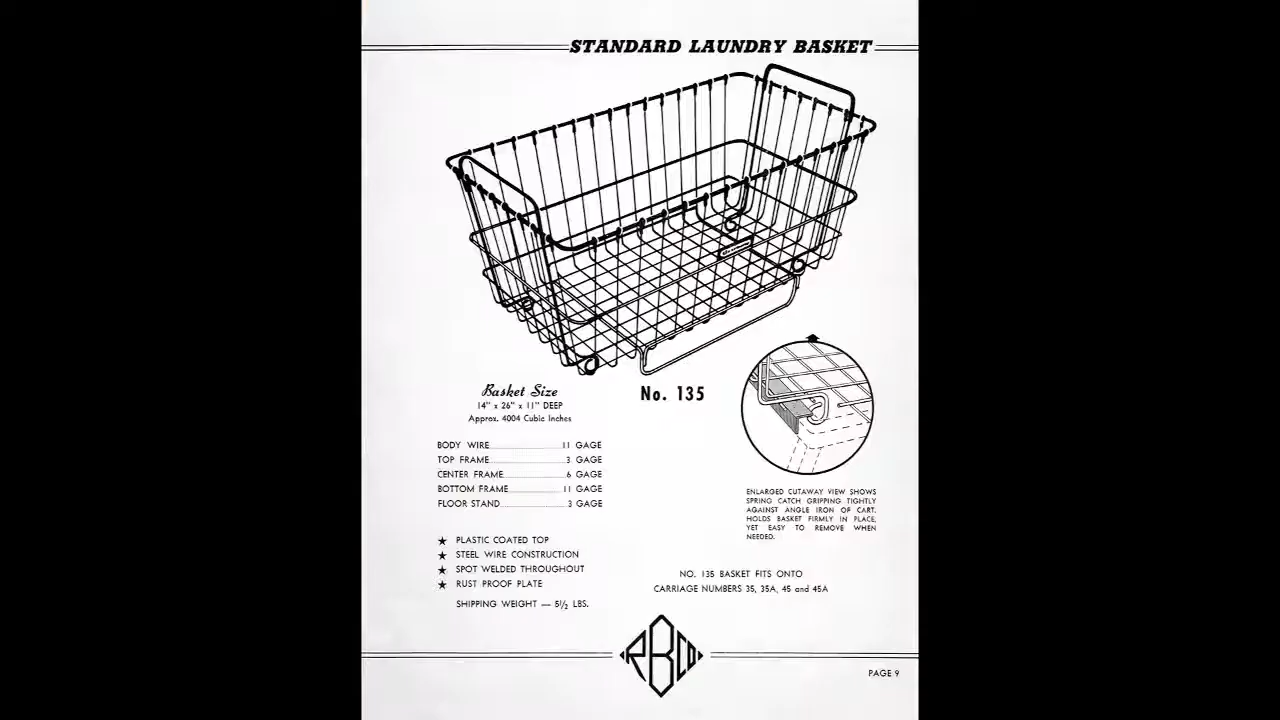 STANDARD LAUNDRY BASKET
Basket Size
14" x 26" x 11" DEEP
Approx. 4004 Cubic Inches
No. 135
BODY WIRE 11 GAGE
TOP FRAME 3 GAGE
CENTER FRAME 6 GAGE
BOTTOM FRAME 11 GAGE
FLOOR STAND 3 GAGE
★ PLASTIC COATED TOP
★ STEEL WIRE CONSTRUCTION
★ SPOT WELDED THROUGHOUT
★ RUST PROOF PLATE
SHIPPING WEIGHT — 5½ LBS.
ENLARGED CUTAWAY VIEW SHOWS
SPRING CATCH GRIPPING TIGHTLY
AGAINST ANGLE IRON OF CART.
HOLDS BASKET FIRMLY IN PLACE,
YET EASY TO REMOVE WHEN
NEEDED.
NO. 135 BASKET FITS ONTO
CARRIAGE NUMBERS 35, 35A, 45 and 45A
RBCO
PAGE 9